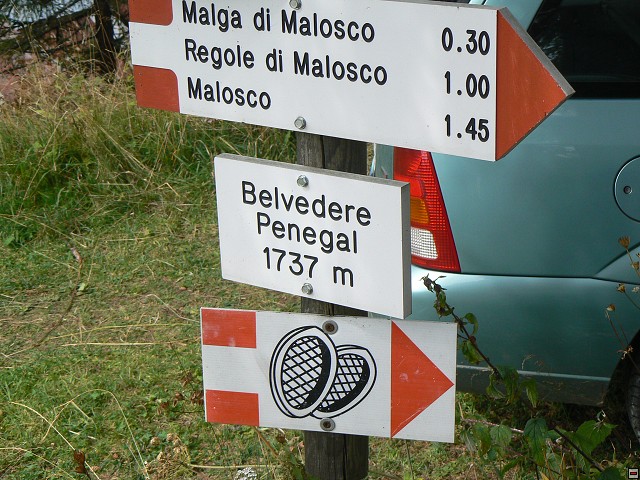 Malga di Malosco 0.30
Regole di Malosco 1.00
Malosco 1.45
Belvedere
Penegal
1737 m